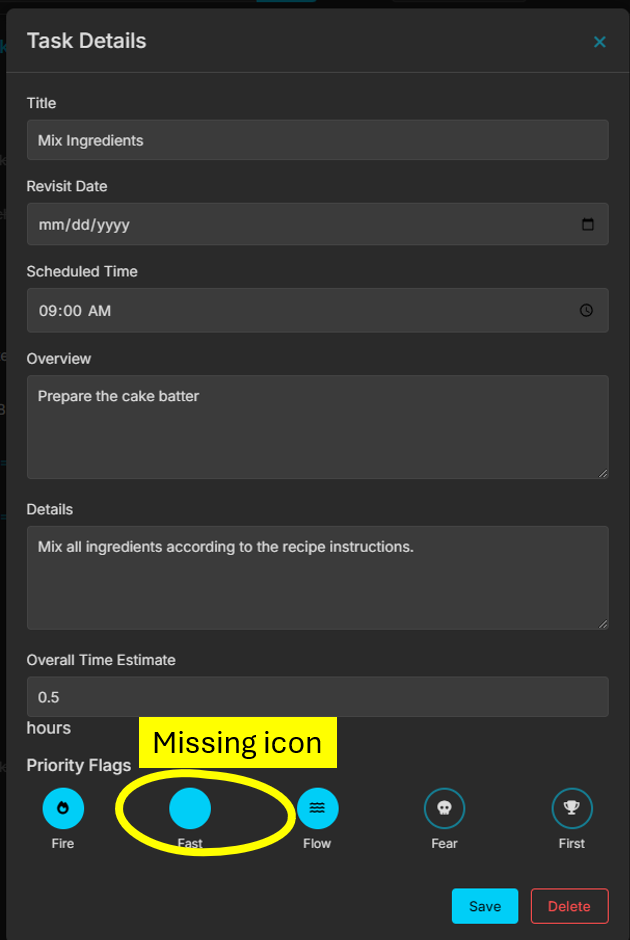 Task Details
Title
Mix Ingredients
Revisit Date
mm/dd/yyyy
Scheduled Time
09:00 AM
Overview
Prepare the cake batter
Details
Mix all ingredients according to the recipe instructions.
Overall Time Estimate
0.5
hours
Missing icon
Priority Flags
Fire
Fast
Flow
Fear
First
Save
Delete